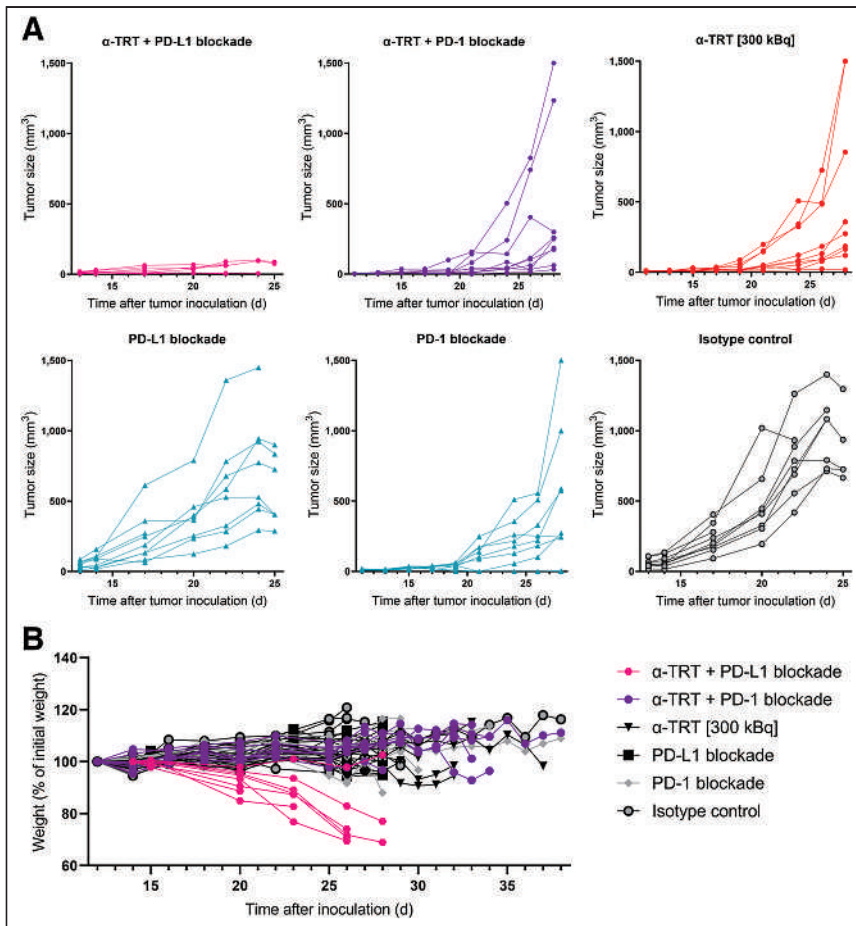 A
α-TRT + PD-L1 blockade
Tumor size (mm³)
1,500
1,000
500
0
15
20
25
Time after tumor inoculation (d)
α-TRT + PD-1 blockade
Tumor size (mm³)
1,500
1,000
500
0
15
20
25
Time after tumor inoculation (d)
α-TRT [300 kBq]
Tumor size (mm³)
1,500
1,000
500
0
15
20
25
Time after tumor inoculation (d)
PD-L1 blockade
Tumor size (mm³)
1,500
1,000
500
0
15
20
25
Time after tumor inoculation (d)
PD-1 blockade
Tumor size (mm³)
1,500
1,000
500
0
15
20
25
Time after tumor inoculation (d)
Isotype control
Tumor size (mm³)
1,500
1,000
500
0
15
20
25
Time after tumor inoculation (d)
B
Weight (% of initial weight)
140
120
100
80
60
15
20
25
30
35
Time after inoculation (d)
α-TRT + PD-L1 blockade
α-TRT + PD-1 blockade
α-TRT [300 kBq]
PD-L1 blockade
PD-1 blockade
Isotype control